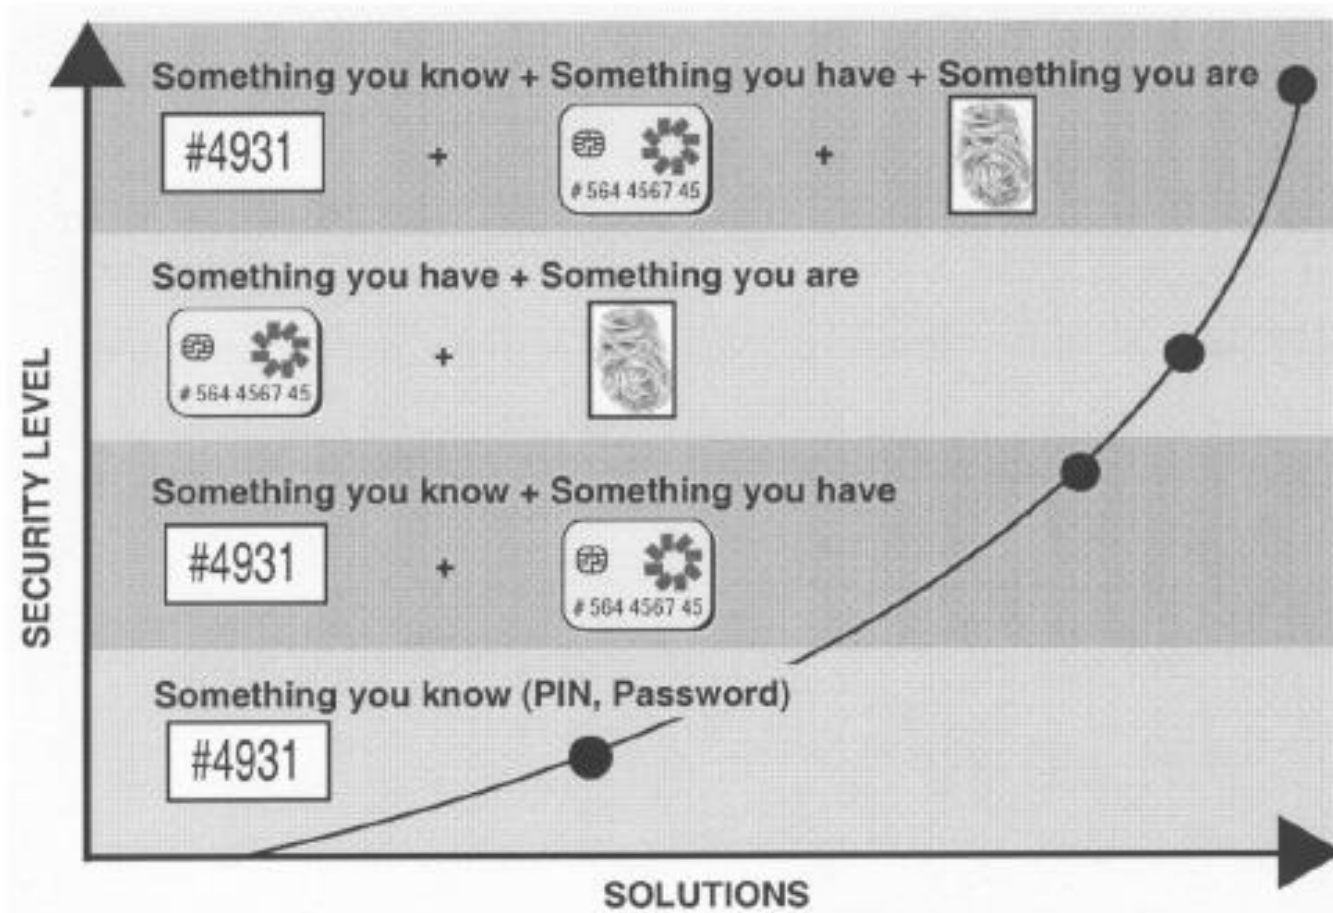 Something you know + Something you have + Something you are
#4931 + # 564 4567 45 +
Something you have + Something you are
# 564 4567 45 +
Something you know + Something you have
#4931 + # 564 4567 45
Something you know (PIN, Password)
#4931
SECURITY LEVEL
SOLUTIONS